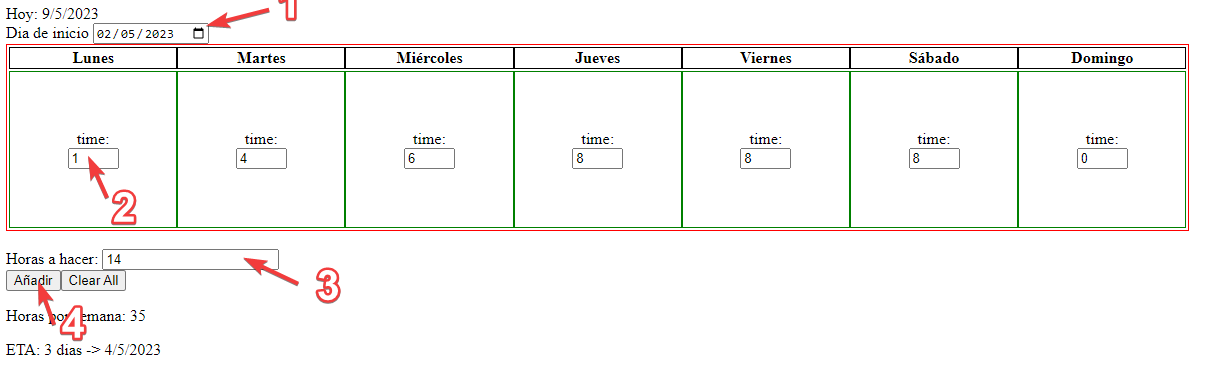 Hoy: 9/5/2023
1
Dia de inicio 02/05/2023
Lunes Martes Miércoles Jueves Viernes Sábado Domingo
time: time: time: time: time: time: time:
1 4 6 8 8 8 0
2
Horas a hacer: 14
3
Añadir Clear All
4
Horas por semana: 35
ETA: 3 dias -> 4/5/2023